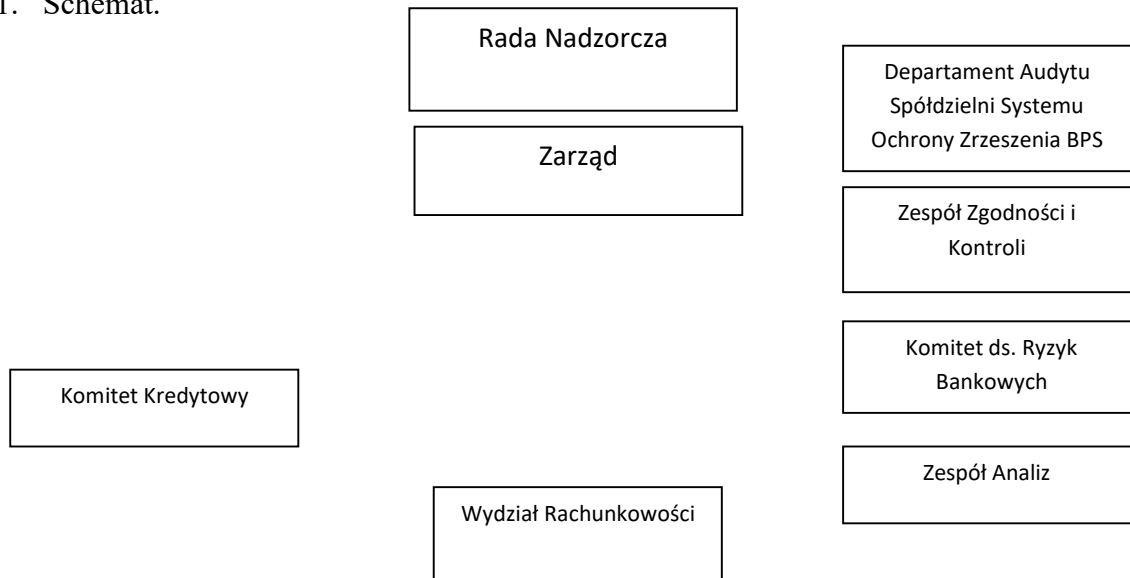 1. Schemat.
Rada Nadzorcza
Zarząd
Departament Audytu
Spółdzielni Systemu
Ochrony Zrzeszenia BPS
Zespół Zgodności i
Kontroli
Komitet ds. Ryzyk
Bankowych
Komitet Kredytowy
Zespół Analiz
Wydział Rachunkowości